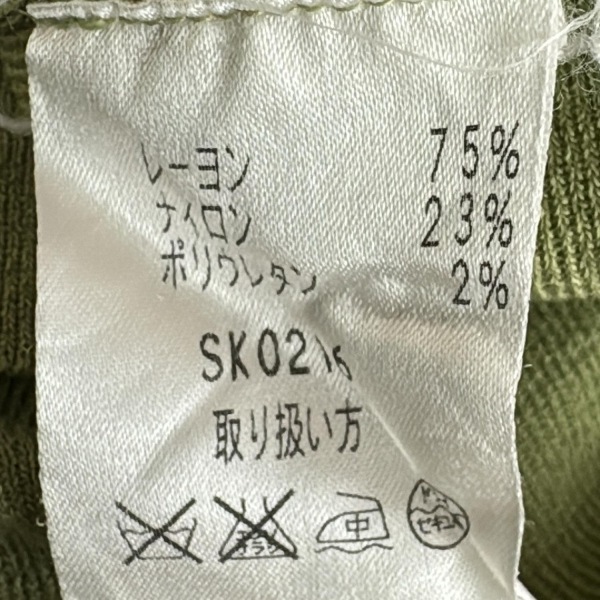 レーヨン 75%
ナイロン 23%
ポリウレタン 2%
SK0216
取り扱い方
中